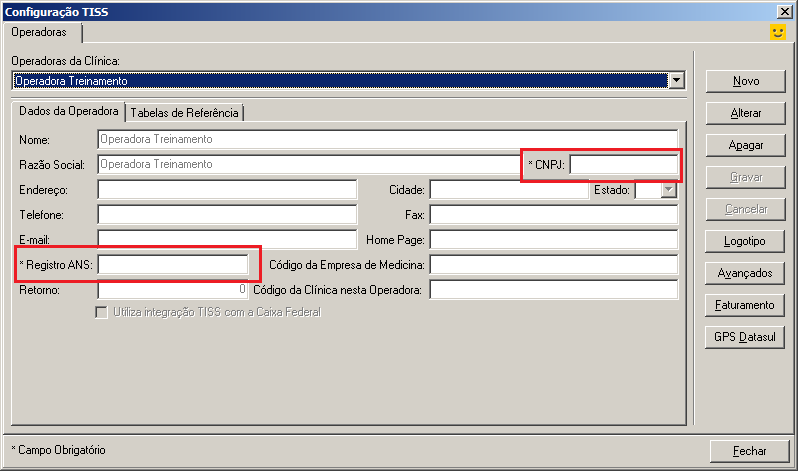 Configuração TISS
Operadoras
Operadoras da Clínica:
Operadora Treinamento
Novo
Dados da Operadora Tabelas de Referência
Alterar
Nome: Operadora Treinamento
Apagar
Razão Social: Operadora Treinamento * CNPJ:
Gravar
Endereço: Cidade: Estado:
Cancelar
Telefone: Fax:
E-mail: Home Page:
Logotipo
* Registro ANS: Código da Empresa de Medicina:
Avançados
Retorno: 0 Código da Clínica nesta Operadora:
Faturamento
Utiliza integração TISS com a Caixa Federal
GPS Datasul
* Campo Obrigatório
Fechar